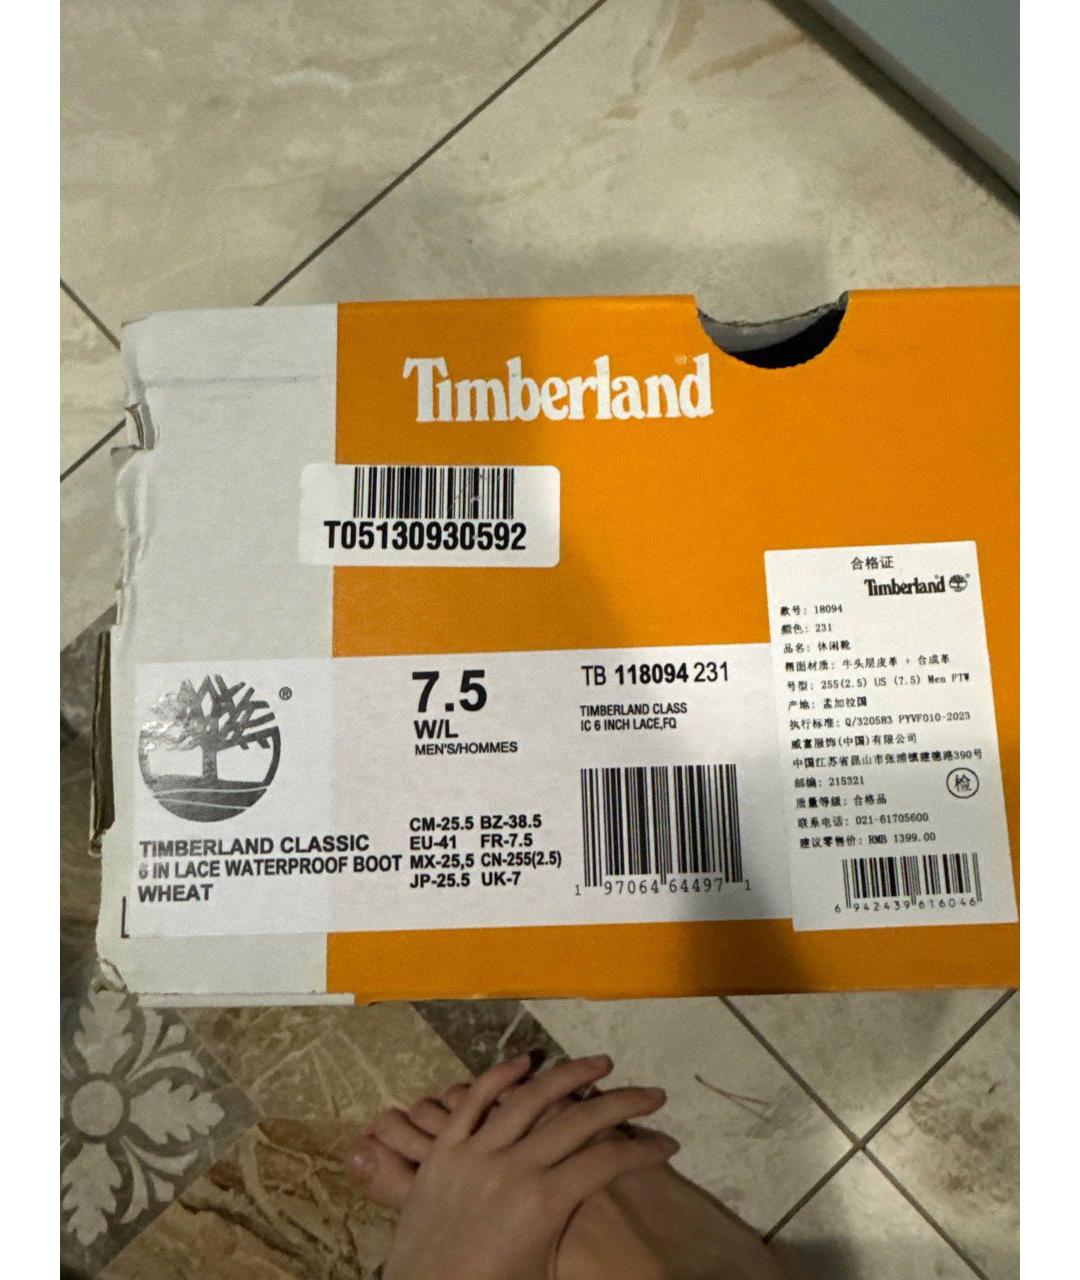 Timberland®
T05130930592
®
TIMBERLAND CLASSIC
6 IN LACE WATERPROOF BOOT
WHEAT
7.5
W/L
MEN'S/HOMMES
CM-25.5 BZ-38.5
EU-41 FR-7.5
MX-25,5 CN-255(2.5)
JP-25.5 UK-7
TB 118094 231
TIMBERLAND CLASS
IC 6 INCH LACE,FQ
1 97064 64497 1
合格证
Timberland
款号: 18094
颜色: 231
品名: 休闲靴
鞋面材质: 牛头层皮革 + 合成革
号型: 255(2.5) US (7.5) Men FTW
产地: 孟加拉国
执行标准: Q/320583 PYVF010-2023
威富服饰(中国)有限公司
中国江苏省昆山市张浦镇建德路390号
邮编: 215321
检
质量等级: 合格品
联系电话: 021-61705600
建议零售价: RMB 1399.00
6 942439 616046